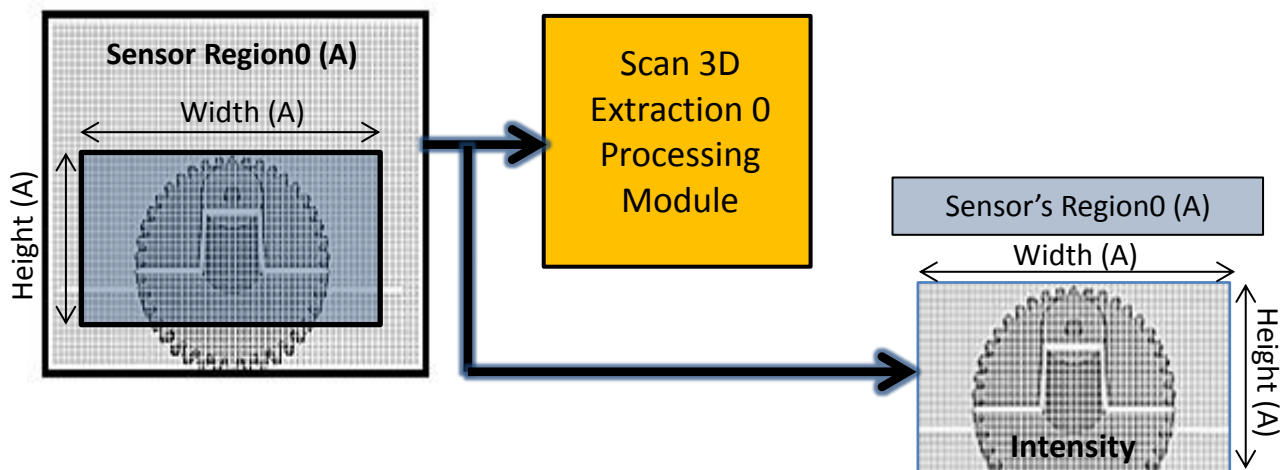 Sensor Region0 (A)
Width (A)
Height (A)
Scan 3D
Extraction 0
Processing
Module
Sensor’s Region0 (A)
Width (A)
Height (A)
Intensity